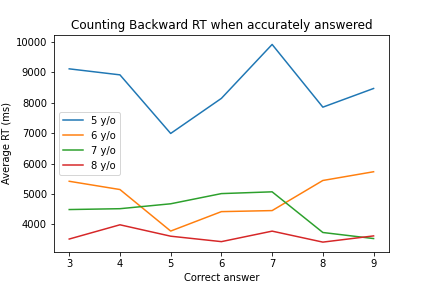 Counting Backward RT when accurately answered
Average RT (ms)
10000
9000
8000
7000
6000
5000
4000
5 y/o
6 y/o
7 y/o
8 y/o
3 4 5 6 7 8 9
Correct answer